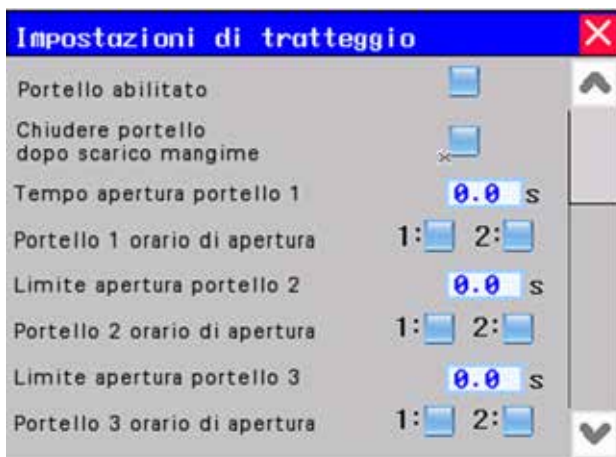 Impostazioni di tratteggio
Portello abilitato
Chiudere portello
dopo scarico mangime
Tempo apertura portello 1 0.0 s
Portello 1 orario di apertura 1: 2:
Limite apertura portello 2 0.0 s
Portello 2 orario di apertura 1: 2:
Limite apertura portello 3 0.0 s
Portello 3 orario di apertura 1: 2: